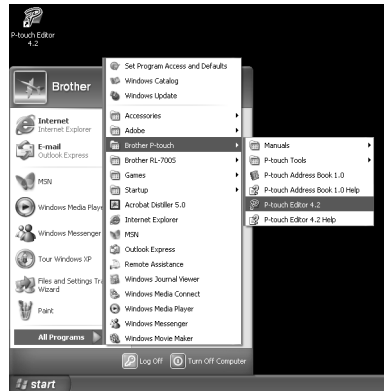 P-touch Editor
4.2
Brother
Internet
Internet Explorer
E-mail
Outlook Express
MSN
Windows Media Playe
Windows Messenger
Tour Windows XP
Files and Settings Tra
Wizard
Paint
All Programs
Set Program Access and Defaults
Windows Catalog
Windows Update
Accessories
Adobe
Brother P-touch
Brother RL-700S
Games
Startup
Acrobat Distiller 5.0
Internet Explorer
MSN
Outlook Express
Remote Assistance
Windows Journal Viewer
Windows Media Connect
Windows Media Player
Windows Messenger
Windows Movie Maker
Manuals
P-touch Tools
P-touch Address Book 1.0
P-touch Address Book 1.0 Help
P-touch Editor 4.2
P-touch Editor 4.2 Help
Log Off
Turn Off Computer
start